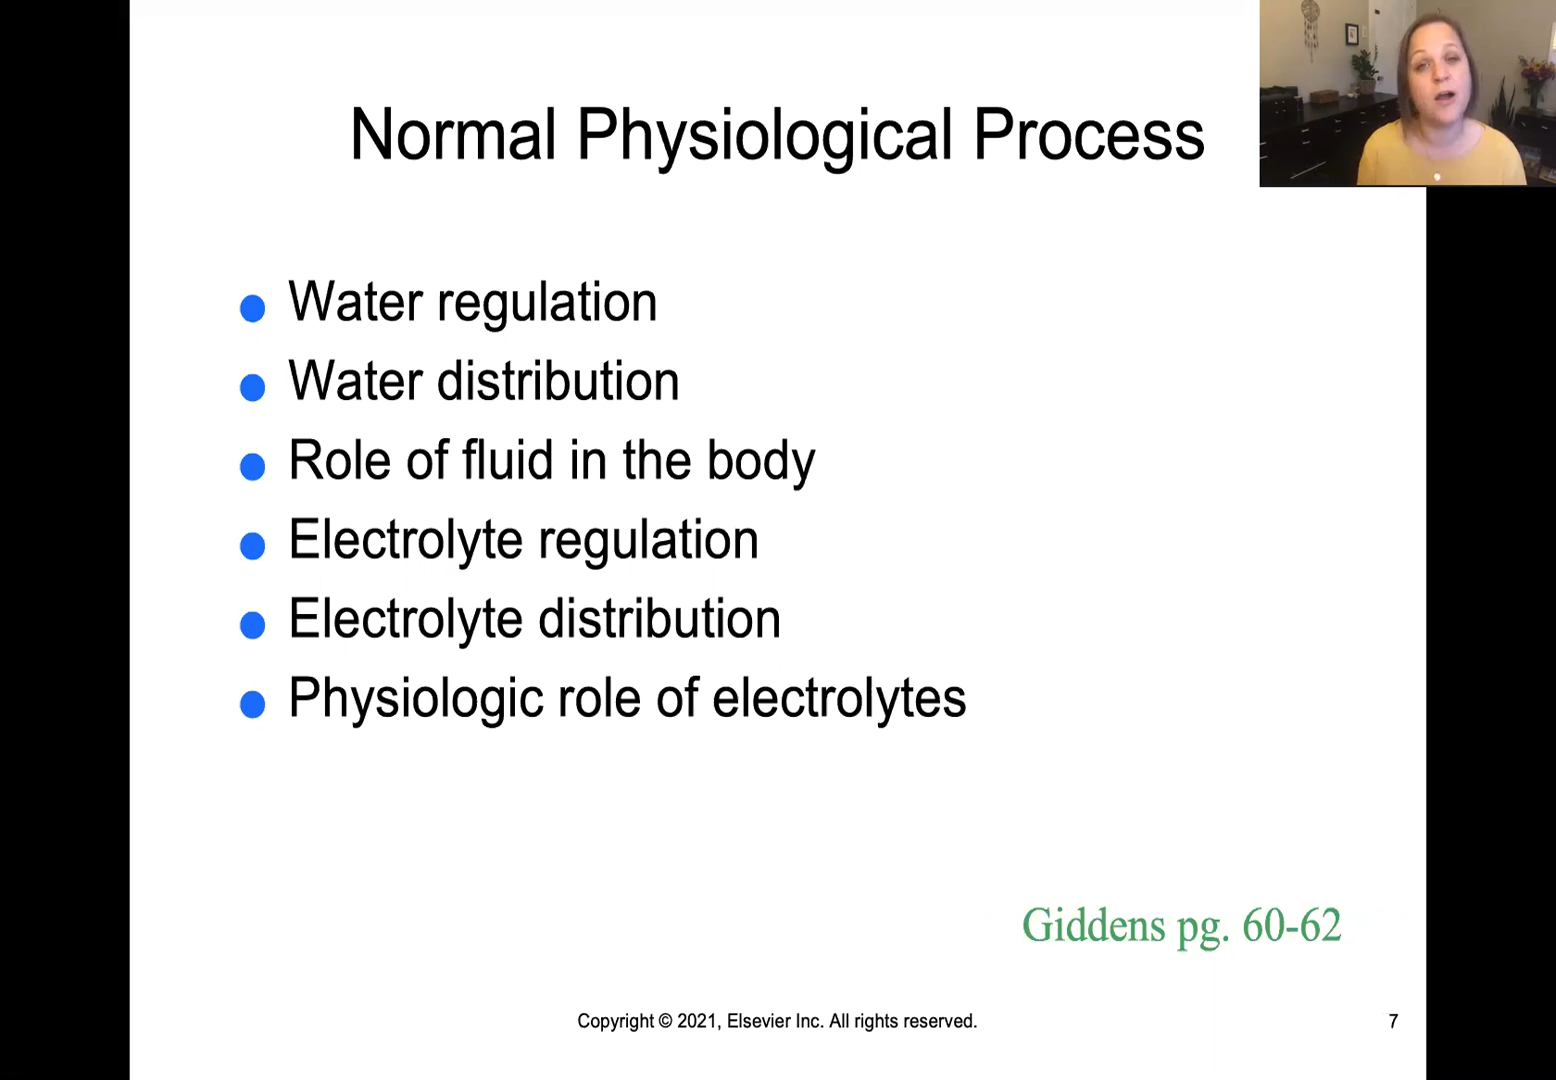 Normal Physiological Process
Water regulation
Water distribution
Role of fluid in the body
Electrolyte regulation
Electrolyte distribution
Physiologic role of electrolytes
Giddens pg. 60-62
Copyright © 2021, Elsevier Inc. All rights reserved.
7